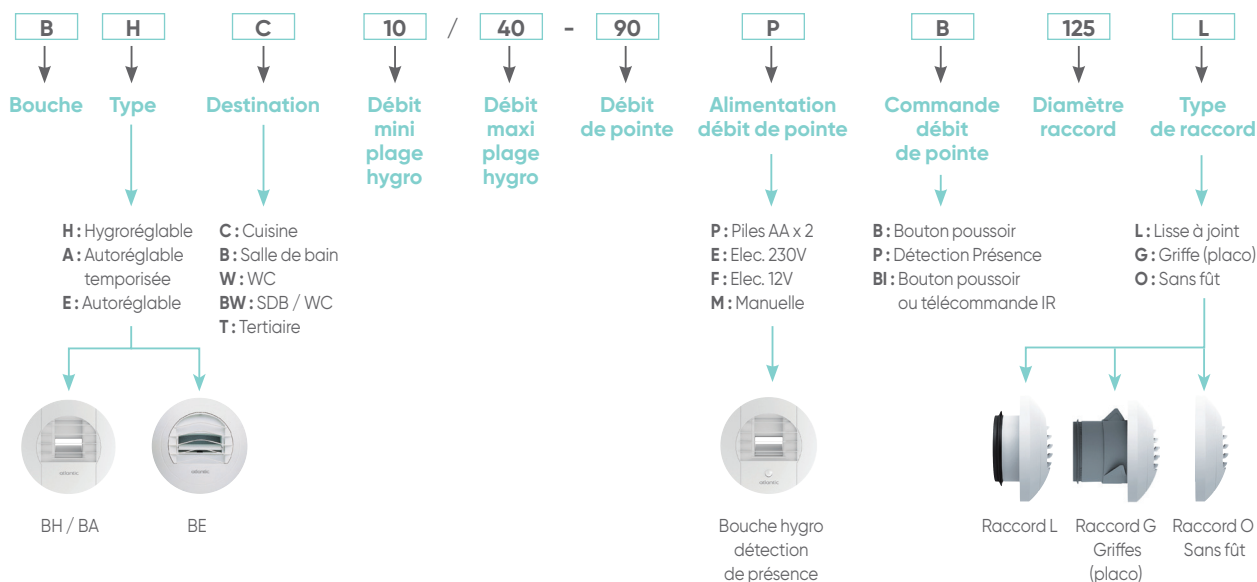 B H C 10 / 40 - 90 P B 125 L
Bouche
Type
Destination
Débit
mini
plage
hygro
Débit
maxi
plage
hygro
Débit
de pointe
Alimentation
débit de pointe
Commande
débit
de pointe
Diamètre
raccord
Type
de raccord
H : Hygroréglable
A : Autoréglable
temporisée
E : Autoréglable
C : Cuisine
B : Salle de bain
W : WC
BW : SDB / WC
T : Tertiaire
P : Piles AA x 2
E : Elec. 230V
F : Elec. 12V
M : Manuelle
B : Bouton poussoir
P : Détection Présence
BI : Bouton poussoir
ou télécommande IR
L : Lisse à joint
G : Griffe (placo)
O : Sans fût
atlantic
atlantic
atlantic
BH / BA
BE
Bouche hygro
détection
de présence
Raccord L
Raccord G
Griffes
(placo)
Raccord O
Sans fût